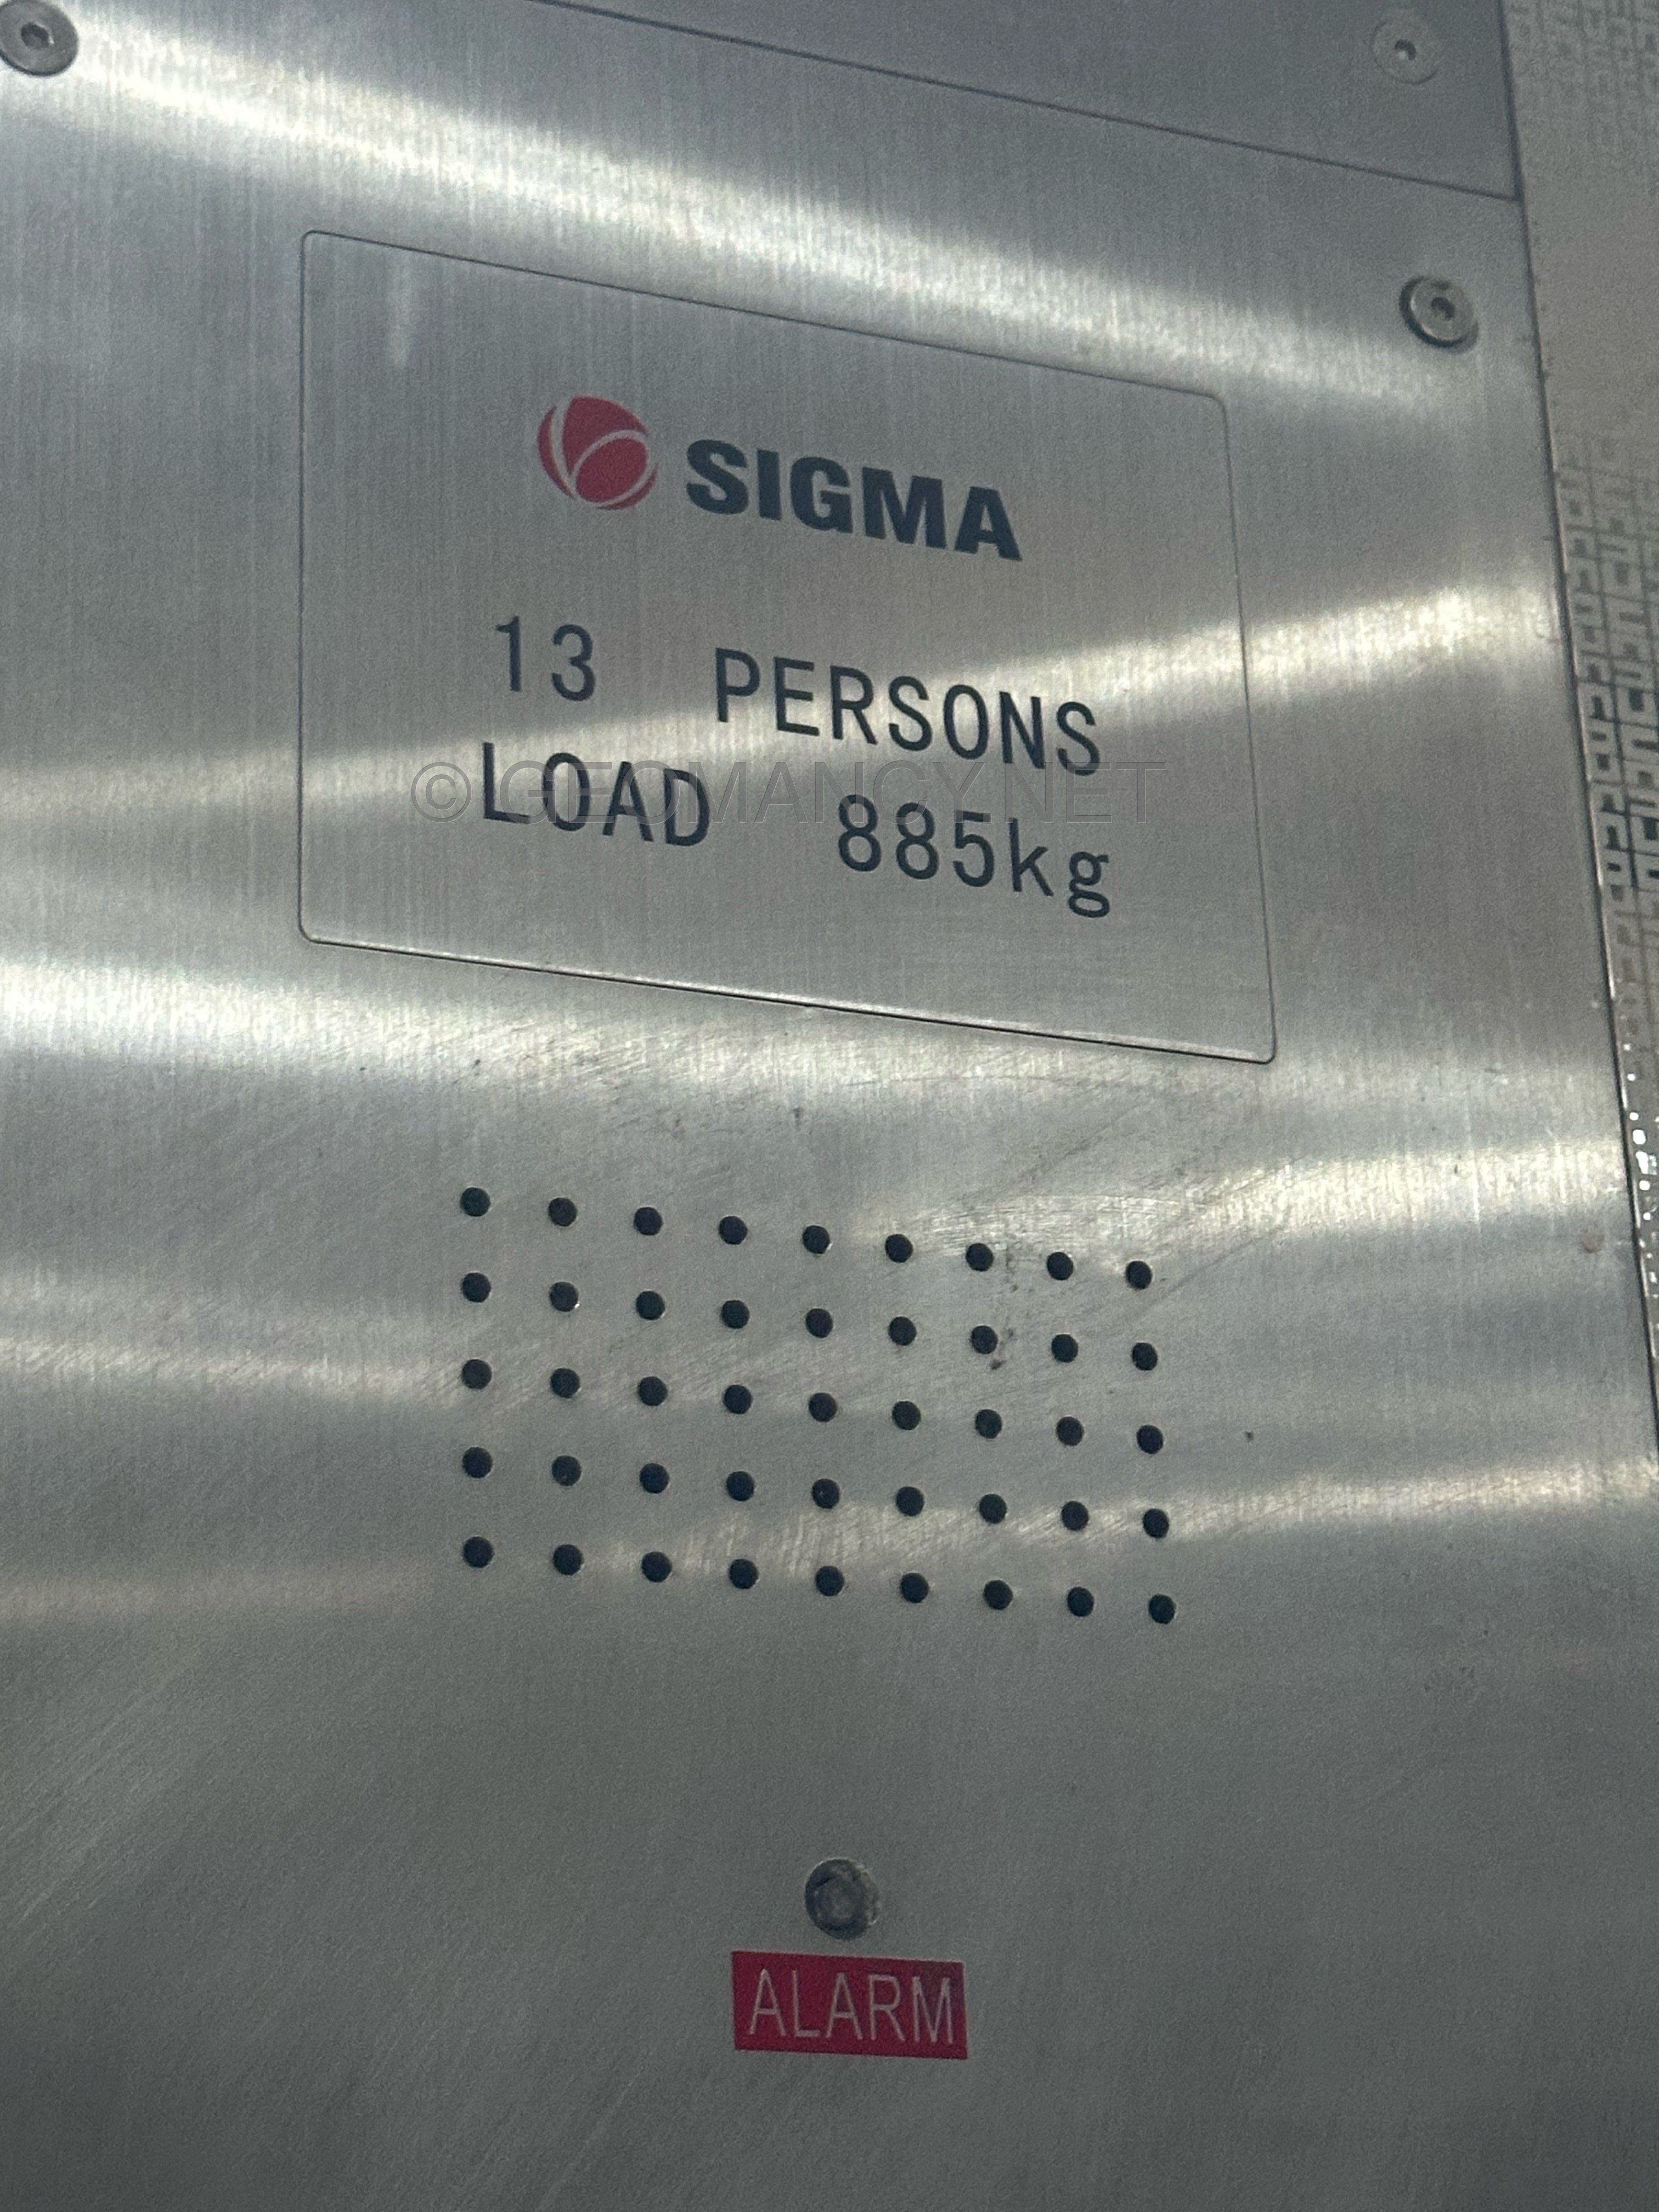 SIGMA
13 PERSONS
LOAD 885kg
©GEOMANCY.NET
ALARM